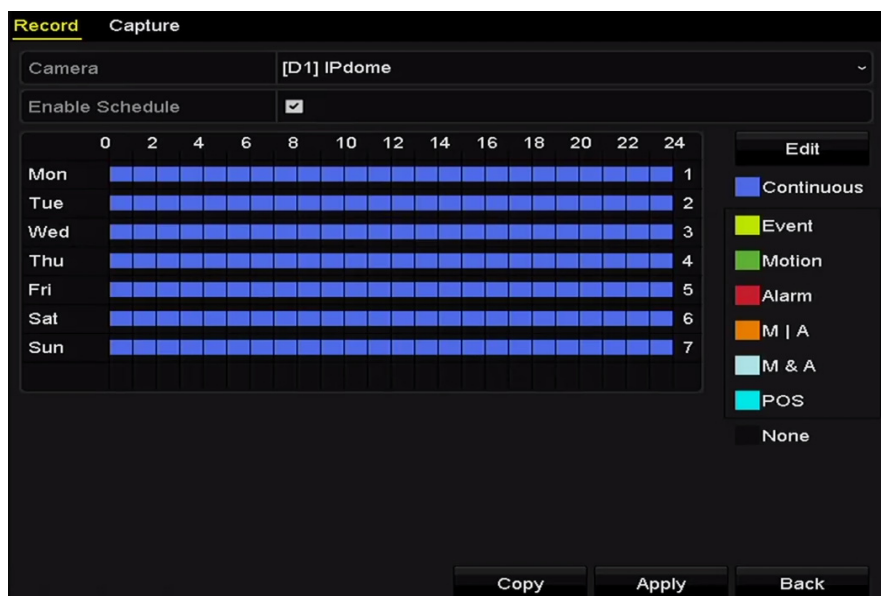 Record Capture
Camera [D1] IPdome
Enable Schedule
0 2 4 6 8 10 12 14 16 18 20 22 24
Edit
Mon 1
Continuous
Tue 2
Event
Wed 3
Thu 4
Motion
Fri 5
Alarm
Sat 6
M | A
Sun 7
M & A
POS
None
Copy Apply Back